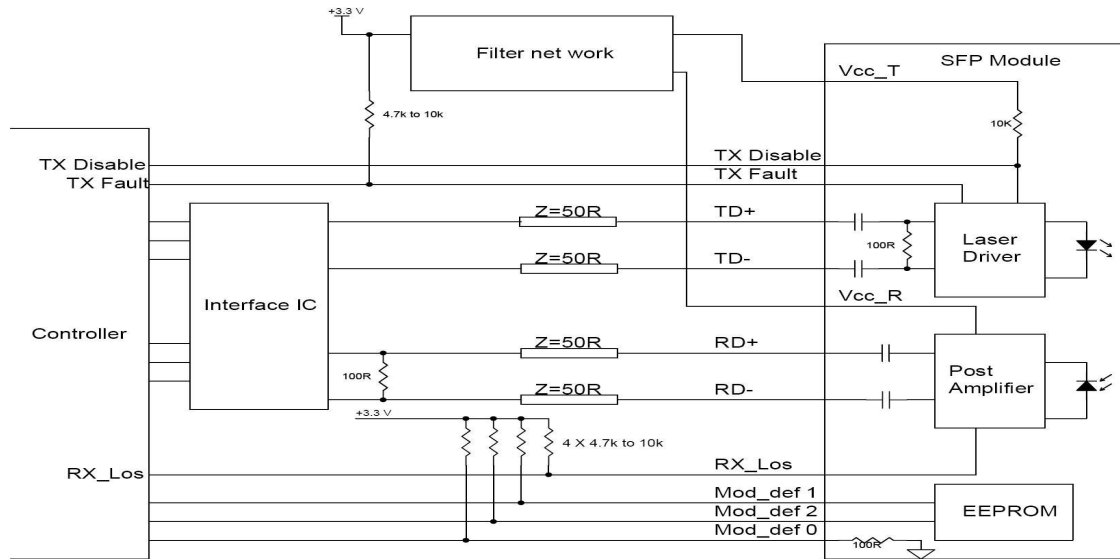 +3.3 V
Filter net work
SFP Module
Vcc_T
4.7k to 10k
10K
TX Disable
TX Disable
TX Fault
TX Fault
Z=50R
TD+
100R
Laser
Driver
Z=50R
TD-
Interface IC
Vcc_R
Controller
Z=50R
RD+
100R
Post
Amplifier
Z=50R
RD-
+3.3 V
4 X 4.7k to 10k
RX_Los
RX_Los
Mod_def 1
EEPROM
Mod_def 2
Mod_def 0
100R